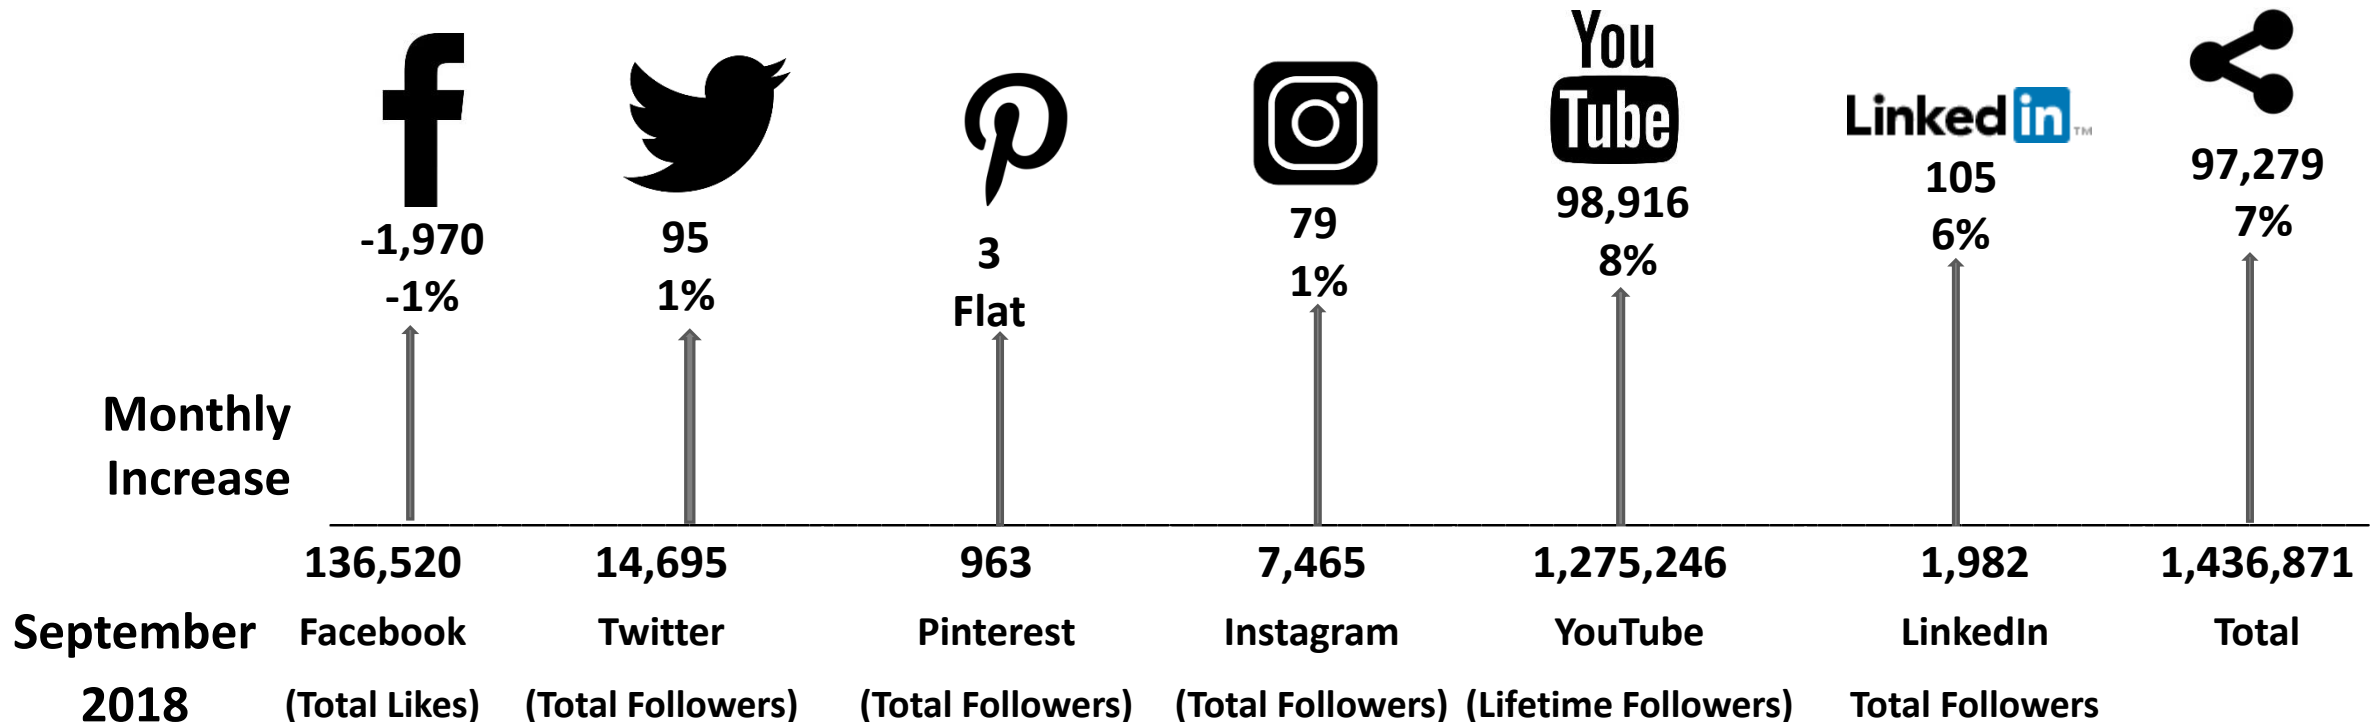 You
Tube
Linked in ™
-1,970 95 3 79 98,916 105 97,279
-1% 1% Flat 1% 8% 6% 7%
Monthly
Increase
136,520 14,695 963 7,465 1,275,246 1,982 1,436,871
September Facebook Twitter Pinterest Instagram YouTube LinkedIn Total
2018 (Total Likes) (Total Followers) (Total Followers) (Total Followers) (Lifetime Followers) Total Followers